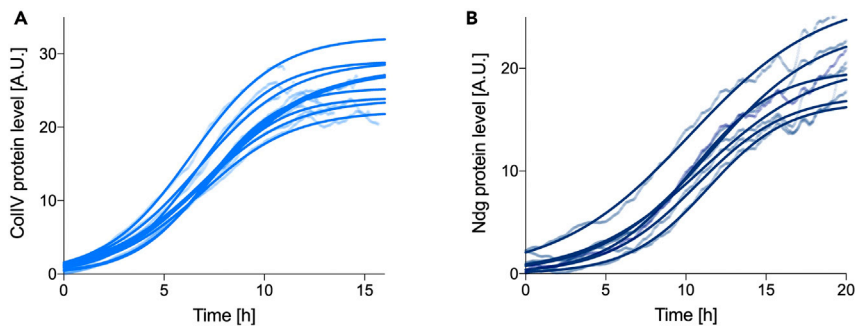 A
ColIV protein level [A.U.]
30
20
10
0
0 5 10 15
Time [h]
B
Ndg protein level [A.U.]
20
10
0
0 5 10 15 20
Time [h]